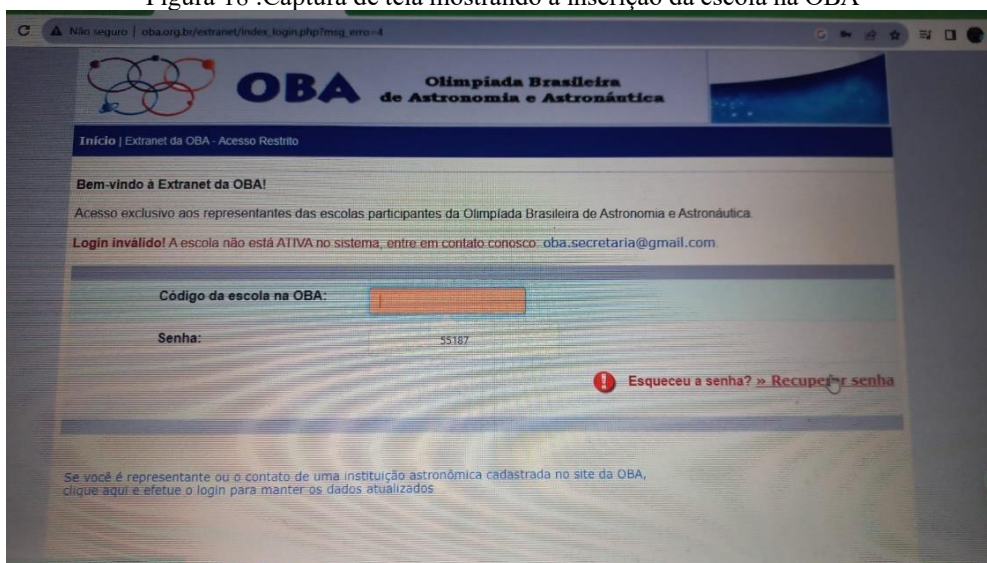 Figura 18 :Captura de tela mostrando a inscrição da escola na OBA
Não seguro | oba.org.br/extranet/index_login.php?msg_erro=4
OBA
Olimpíada Brasileira
de Astronomia e Astronáutica
Início | Extranet da OBA - Acesso Restrito
Bem-vindo à Extranet da OBA!
Acesso exclusivo aos representantes das escolas participantes da Olimpíada Brasileira de Astronomia e Astronáutica.
Login inválido! A escola não está ATIVA no sistema, entre em contato conosco: oba.secretaria@gmail.com.
Código da escola na OBA:
Senha:
55187
Esqueceu a senha? » Recuperar senha
Se você é representante ou o contato de uma instituição astronômica cadastrada no site da OBA,
clique aqui e efetue o login para manter os dados atualizados